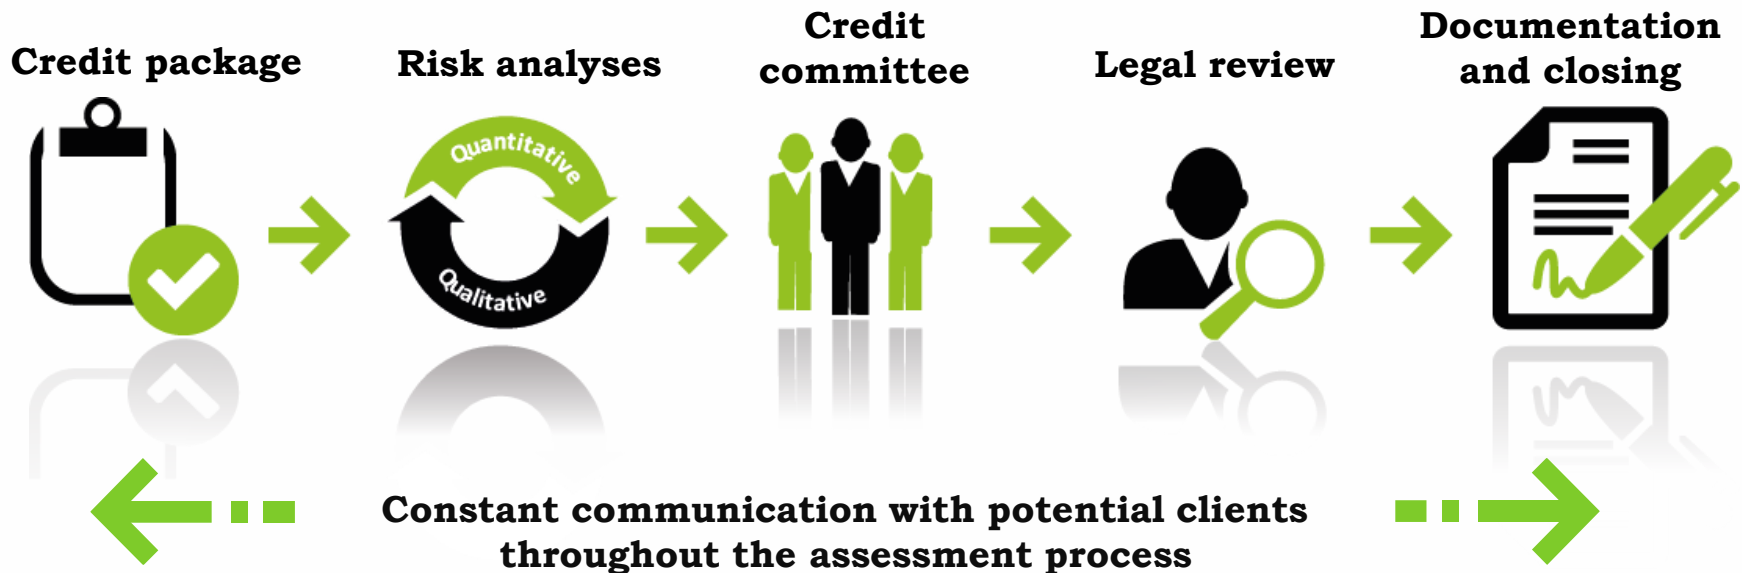 Credit package
Risk analyses
Credit
committee
Legal review
Documentation
and closing
Quantitative
Qualitative
Constant communication with potential clients
throughout the assessment process